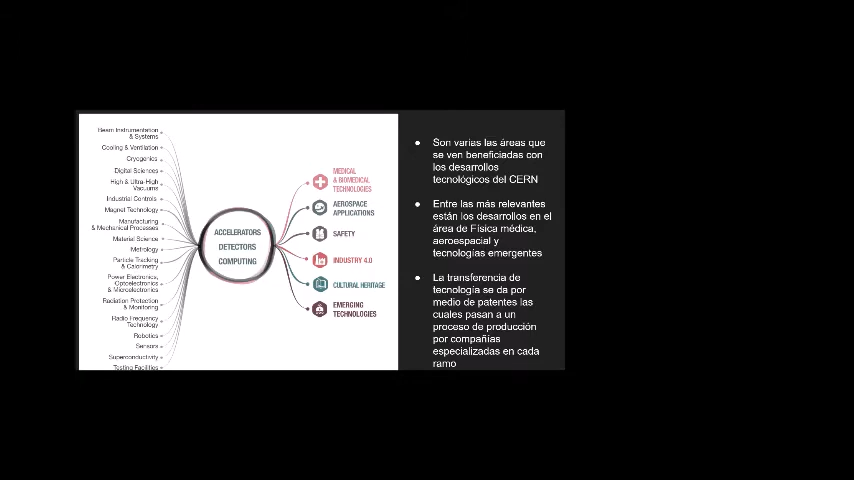 Beam Instrumentation
& Systems
Cooling & Ventilation
Cryogenics
Digital Sciences
High & Ultra-High
Vacuums
Industrial Controls
Magnet Technology
Manufacturing
& Mechanical Processes
Material Science
Metrology
Particle Tracking
& Calorimetry
Power Electronics,
Optoelectronics
& Microelectronics
Radiation Protection
& Monitoring
Radio Frequency
Technology
Robotics
Sensors
Superconductivity
Testing Facilities
ACCELERATORS
DETECTORS
COMPUTING
MEDICAL
& BIOMEDICAL
TECHNOLOGIES
AEROSPACE
APPLICATIONS
SAFETY
INDUSTRY 4.0
CULTURAL HERITAGE
EMERGING
TECHNOLOGIES
● Son varias las áreas que
se ven beneficiadas con
los desarrollos
tecnológicos del CERN
● Entre las más relevantes
están los desarrollos en el
área de Física médica,
aeroespacial y
tecnologías emergentes
● La transferencia de
tecnología se da por
medio de patentes las
cuales pasan a un
proceso de producción
por compañías
especializadas en cada
ramo